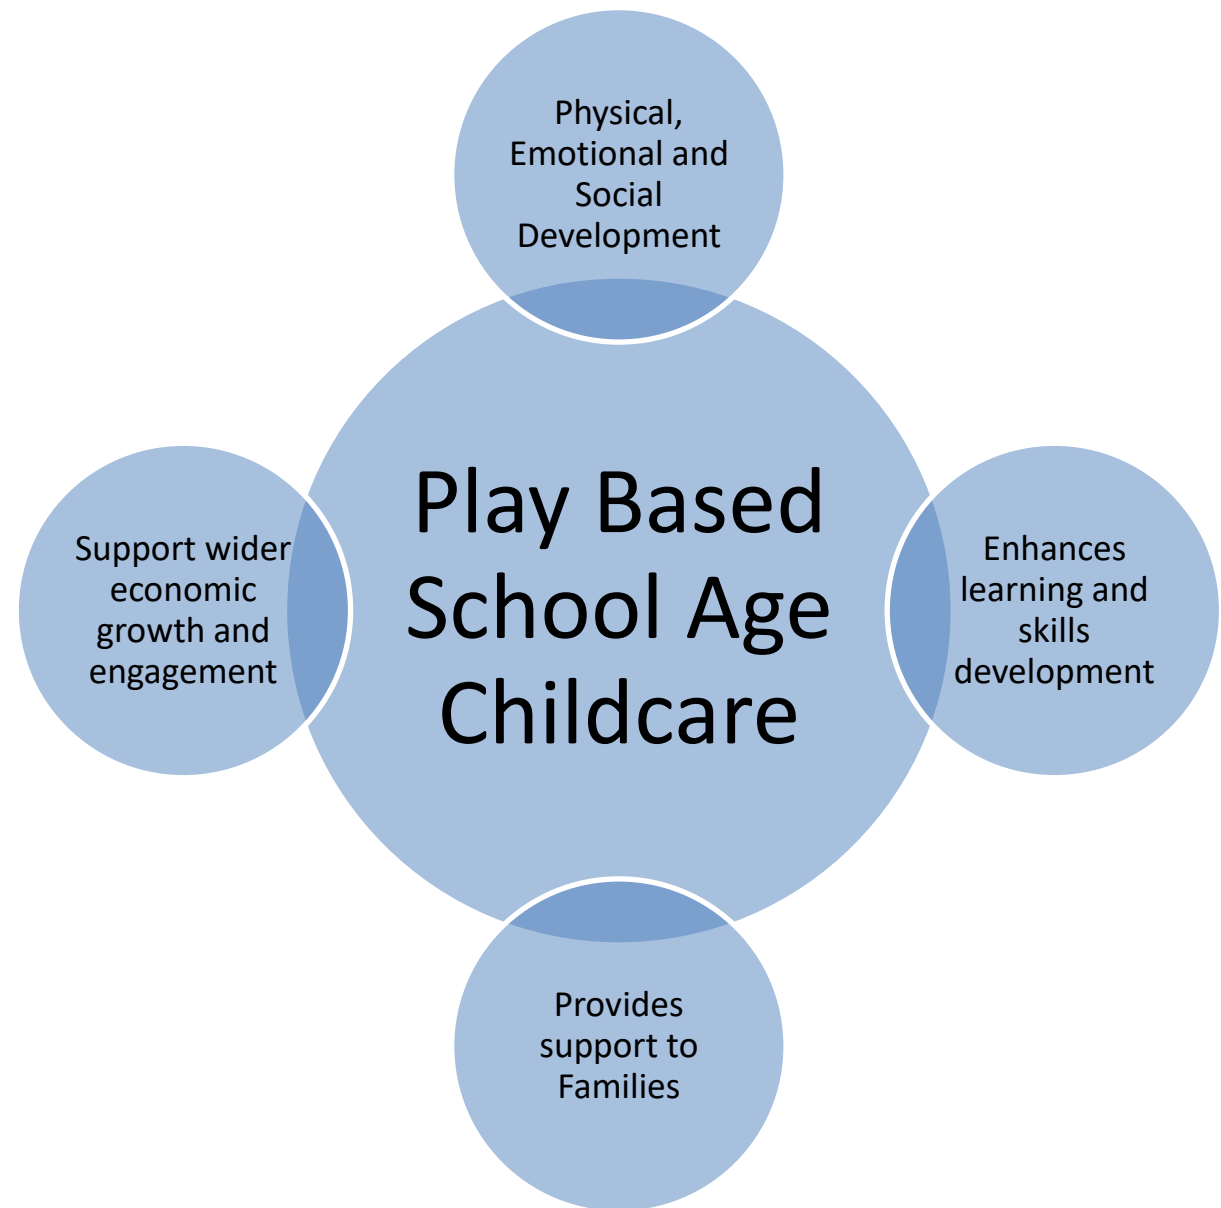 Physical,
Emotional and
Social
Development
Play Based
School Age
Childcare
Support wider
economic
growth and
engagement
Enhances
learning and
skills
development
Provides
support to
Families